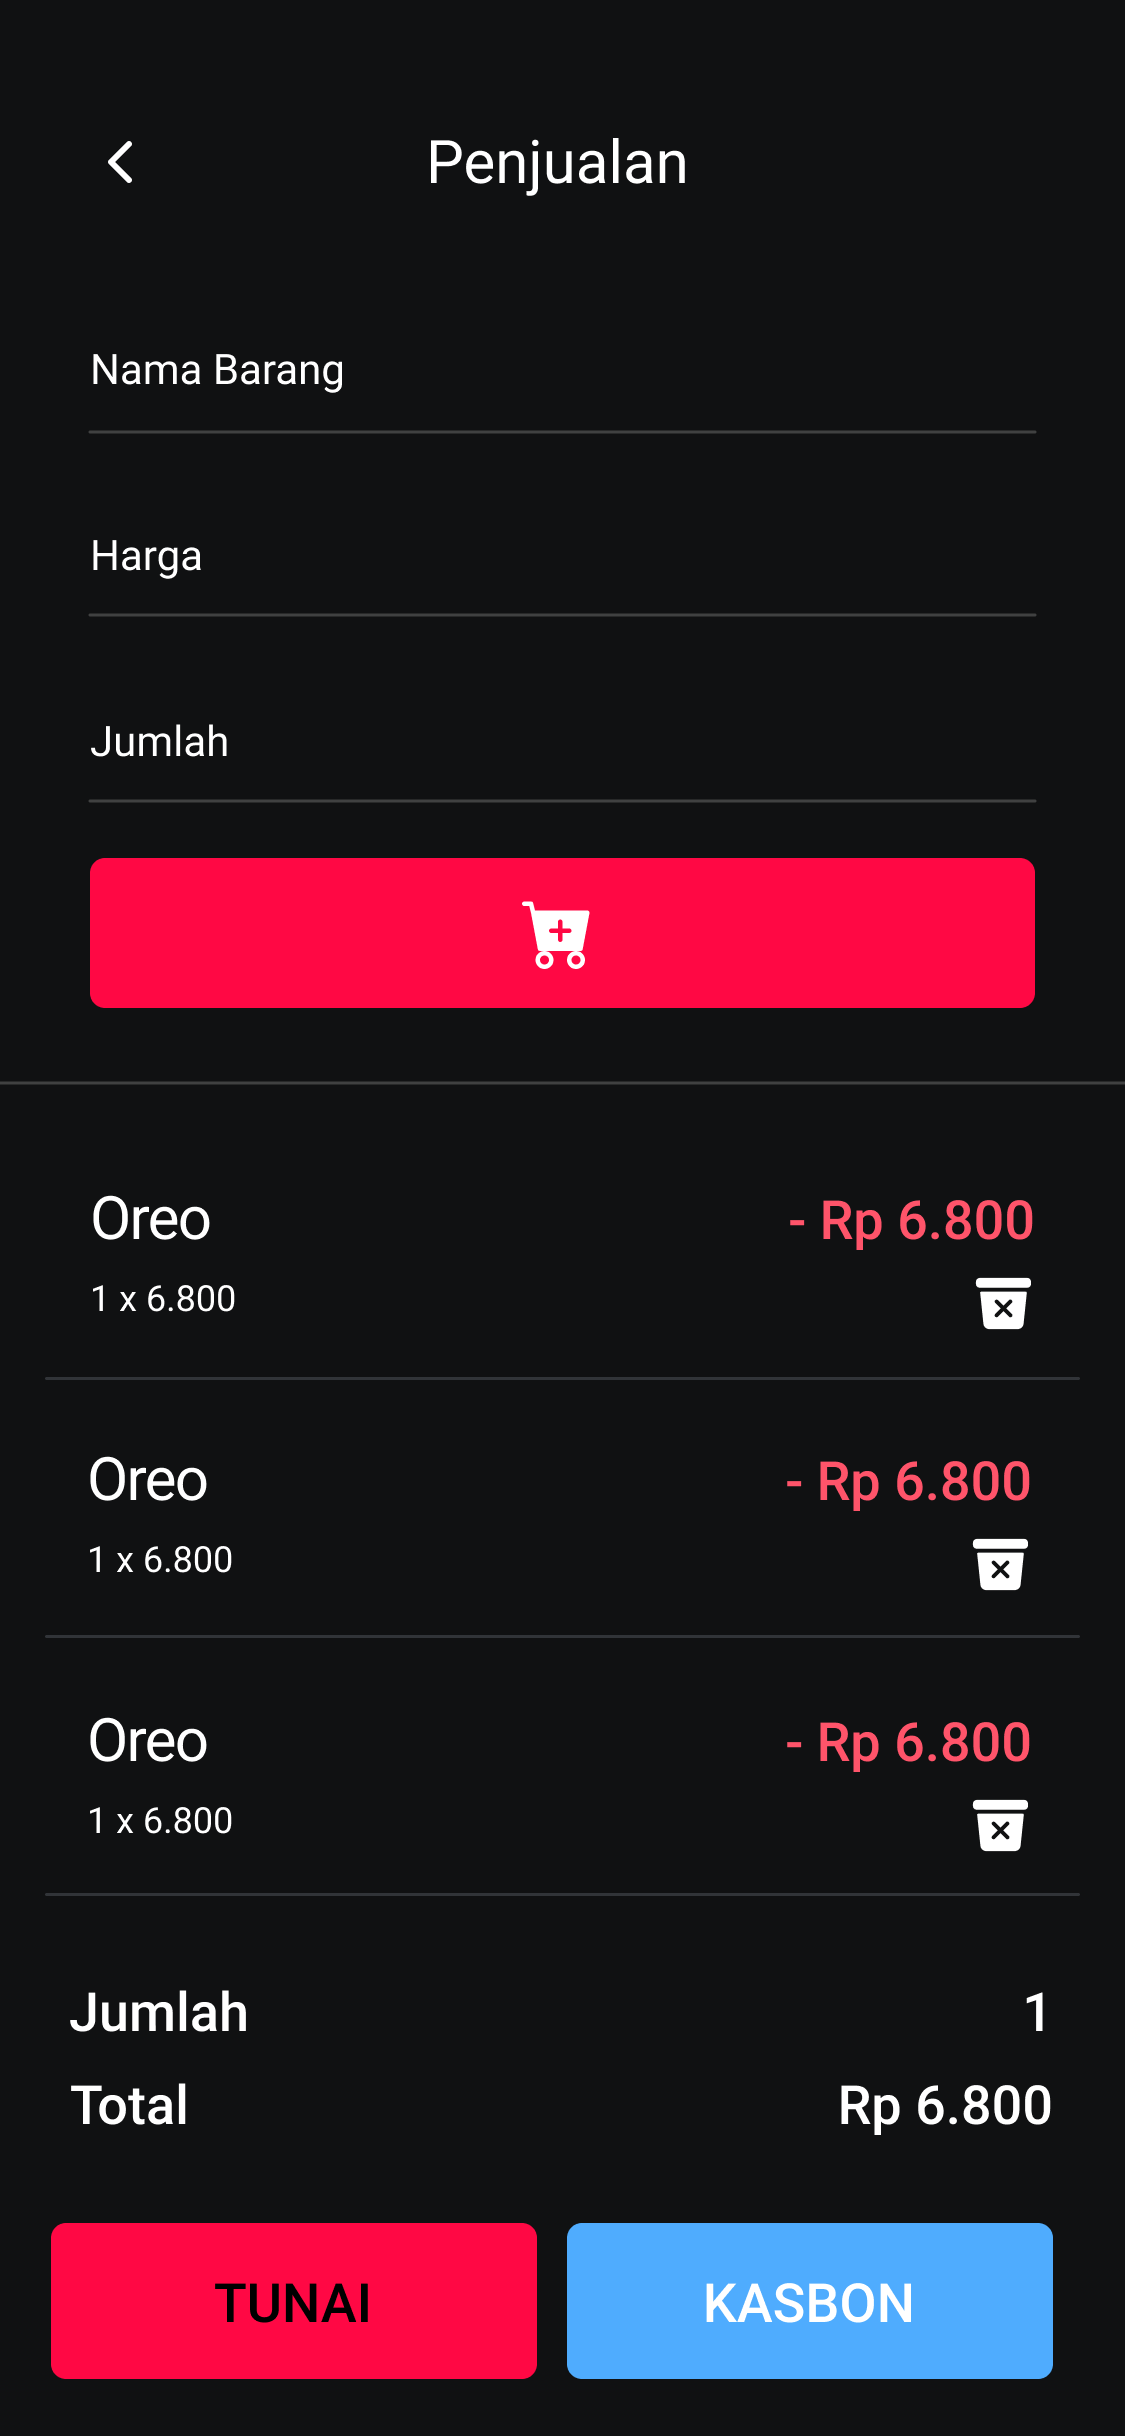 Penjualan
Nama Barang
Harga
Jumlah
Oreo
- Rp 6.800
1 x 6.800
Oreo
- Rp 6.800
1 x 6.800
Oreo
- Rp 6.800
1 x 6.800
Jumlah
1
Total
Rp 6.800
TUNAI
KASBON